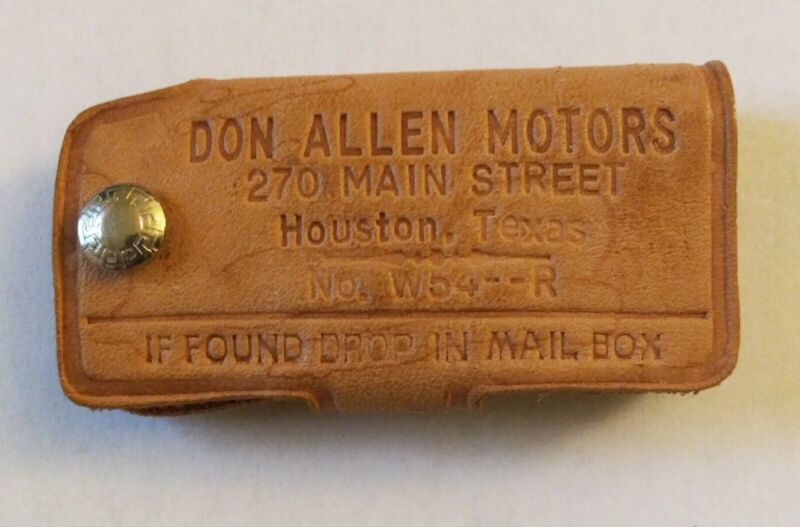 DON ALLEN MOTORS
270 MAIN STREET
Houston, Texas
No. W54--R
IF FOUND DROP IN MAIL BOX